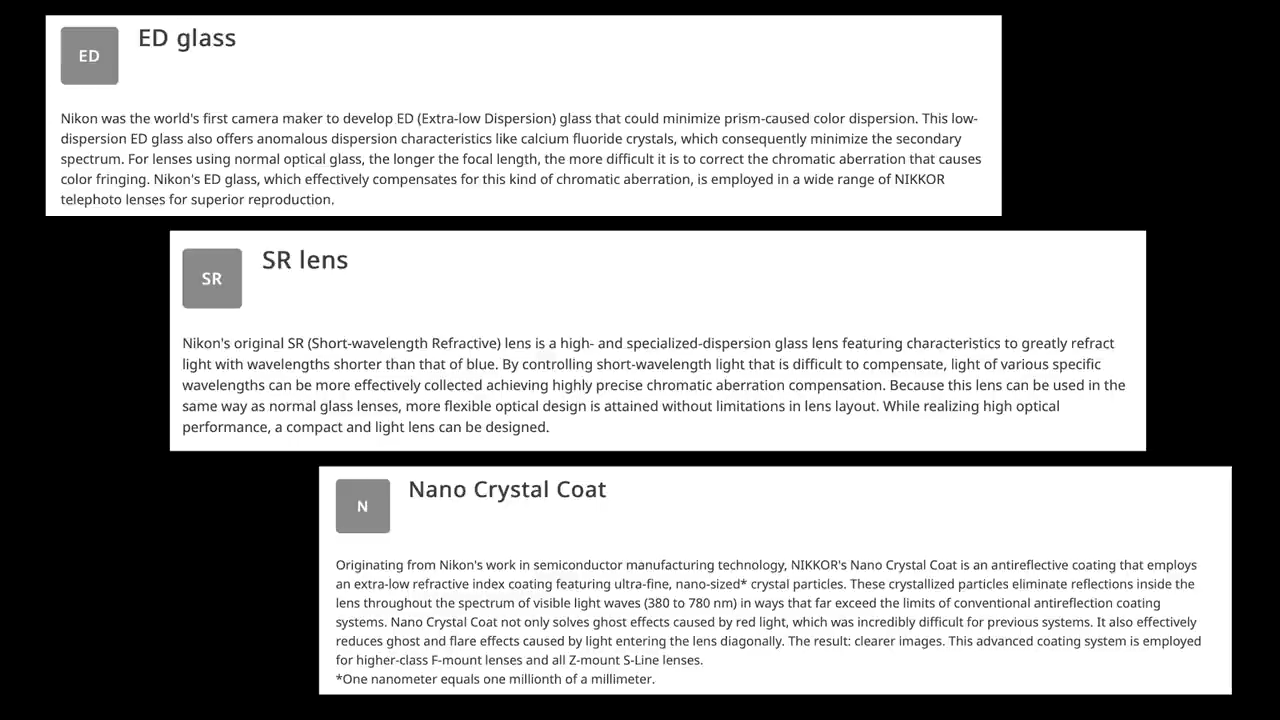 ED
ED glass
Nikon was the world's first camera maker to develop ED (Extra-low Dispersion) glass that could minimize prism-caused color dispersion. This low-
dispersion ED glass also offers anomalous dispersion characteristics like calcium fluoride crystals, which consequently minimize the secondary
spectrum. For lenses using normal optical glass, the longer the focal length, the more difficult it is to correct the chromatic aberration that causes
color fringing. Nikon's ED glass, which effectively compensates for this kind of chromatic aberration, is employed in a wide range of NIKKOR
telephoto lenses for superior reproduction.
SR
SR lens
Nikon's original SR (Short-wavelength Refractive) lens is a high- and specialized-dispersion glass lens featuring characteristics to greatly refract
light with wavelengths shorter than that of blue. By controlling short-wavelength light that is difficult to compensate, light of various specific
wavelengths can be more effectively collected achieving highly precise chromatic aberration compensation. Because this lens can be used in the
same way as normal glass lenses, more flexible optical design is attained without limitations in lens layout. While realizing high optical
performance, a compact and light lens can be designed.
N
Nano Crystal Coat
Originating from Nikon's work in semiconductor manufacturing technology, NIKKOR's Nano Crystal Coat is an antireflective coating that employs
an extra-low refractive index coating featuring ultra-fine, nano-sized* crystal particles. These crystallized particles eliminate reflections inside the
lens throughout the spectrum of visible light waves (380 to 780 nm) in ways that far exceed the limits of conventional antireflection coating
systems. Nano Crystal Coat not only solves ghost effects caused by red light, which was incredibly difficult for previous systems. It also effectively
reduces ghost and flare effects caused by light entering the lens diagonally. The result: clearer images. This advanced coating system is employed
for higher-class F-mount lenses and all Z-mount S-Line lenses.
*One nanometer equals one millionth of a millimeter.